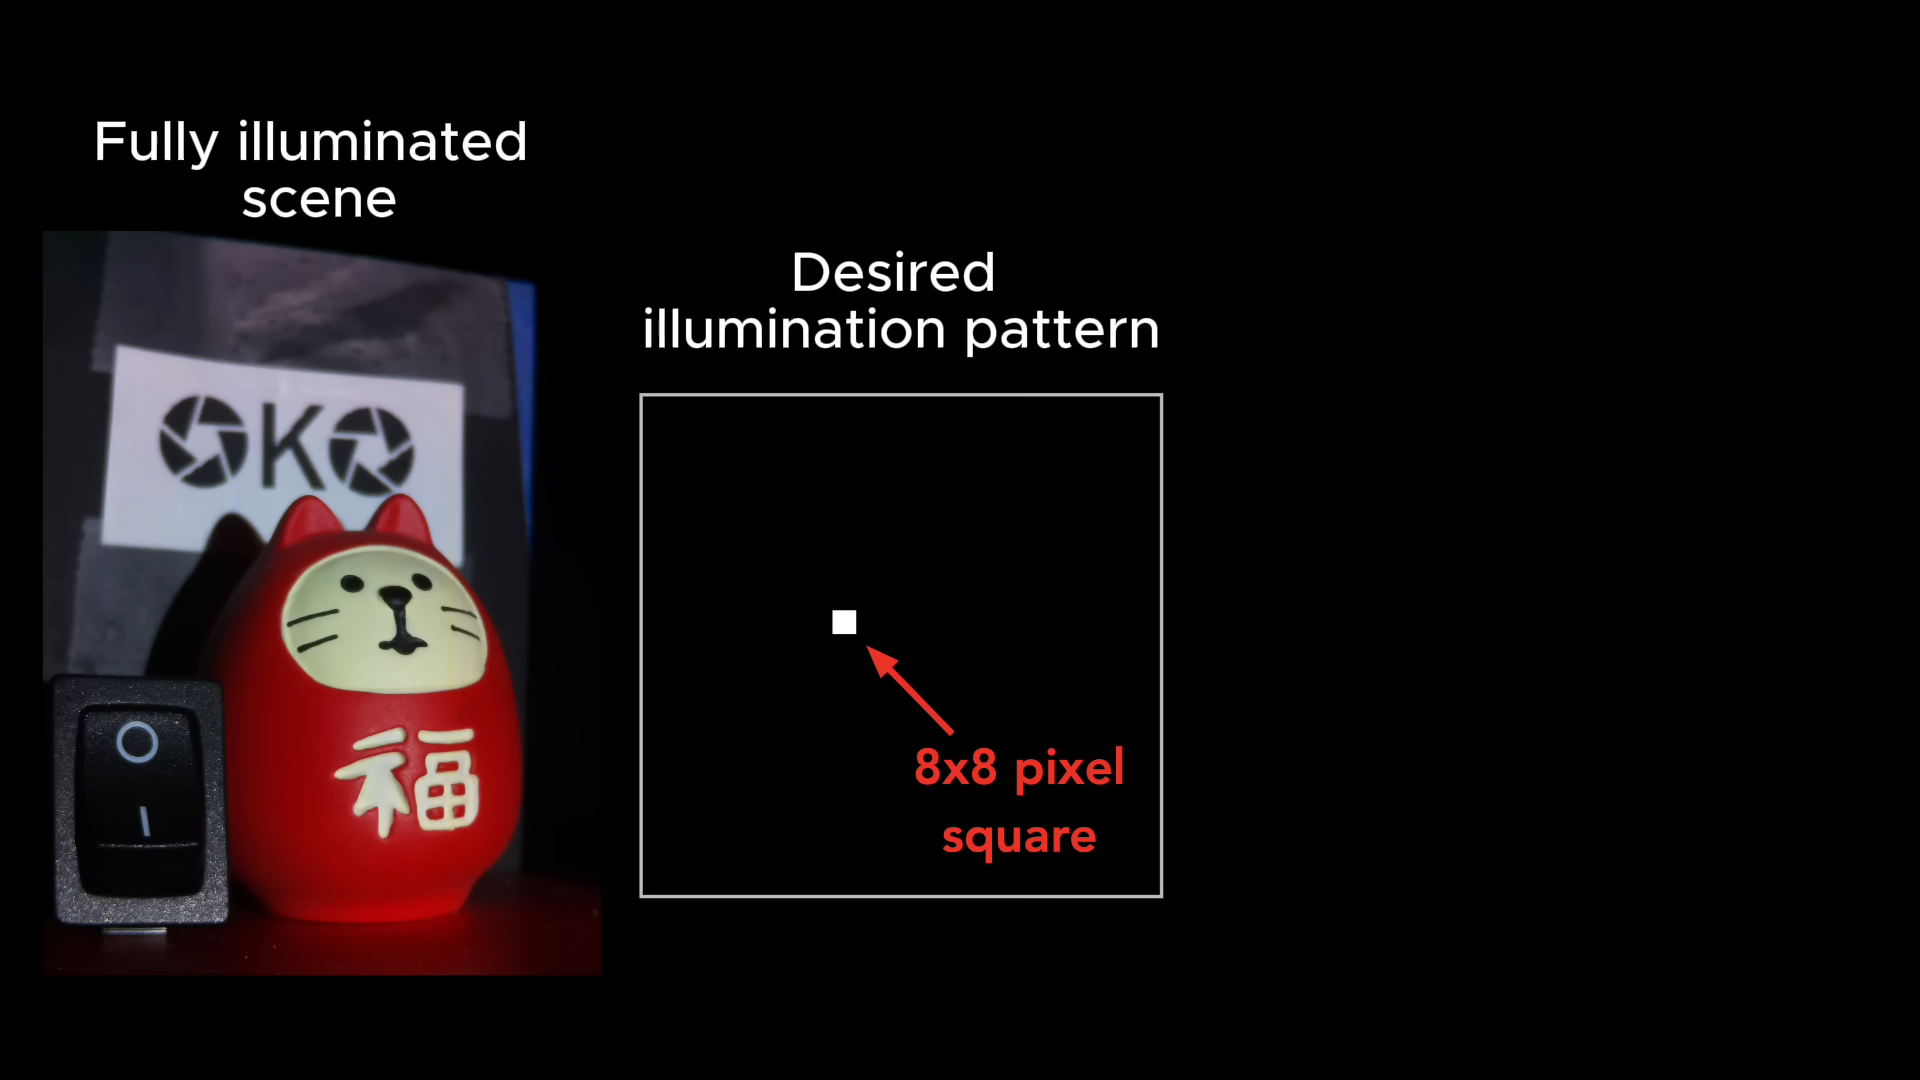 Fully illuminated
scene
OKO
福
Desired
illumination pattern
8x8 pixel
square